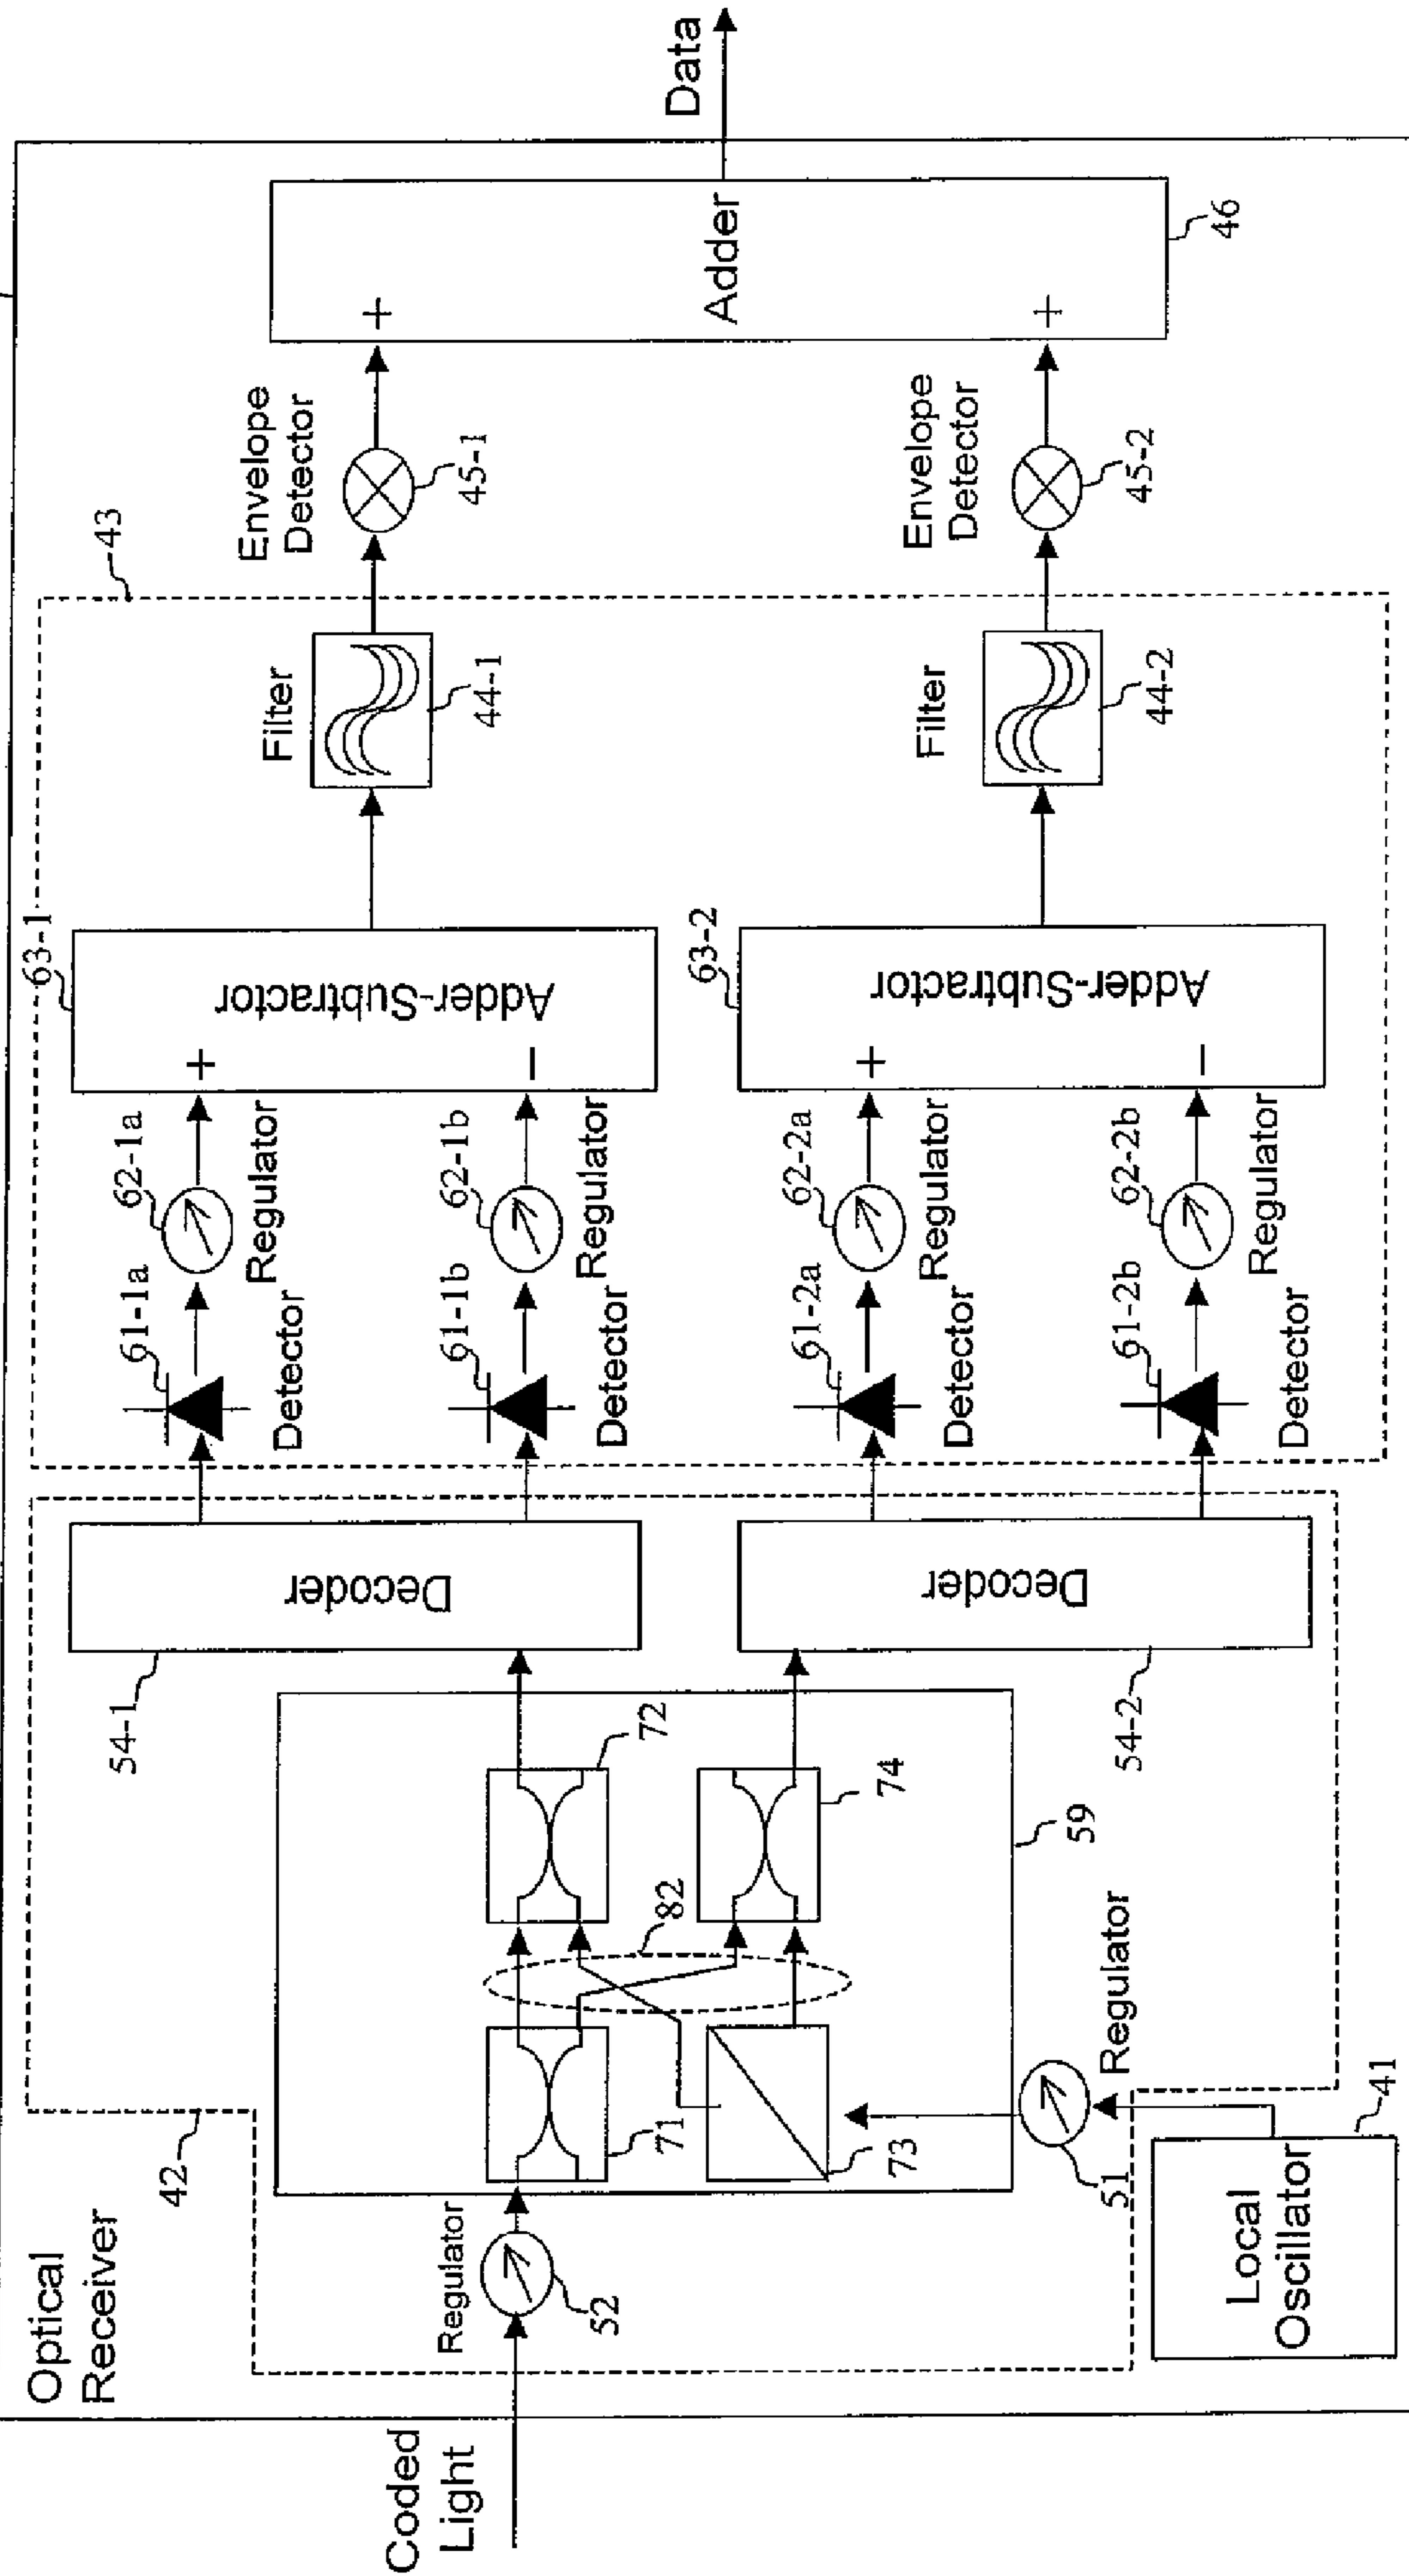 Optical
Receiver
Coded
Light
Regulator
52
42
71
73
82
72
74
59
Regulator
51
Local
Oscillator
41
54-1
Decoder
54-2
Decoder
61-1a
Detector
62-1a
Regulator
61-1b
Detector
62-1b
Regulator
61-2a
Detector
62-2a
Regulator
61-2b
Detector
62-2b
Regulator
63-1
+
Adder-Subtractor
−
63-2
+
Adder-Subtractor
−
43
Filter
44-1
Filter
44-2
Envelope
Detector
45-1
Envelope
Detector
45-2
+
Adder
+
46
Data